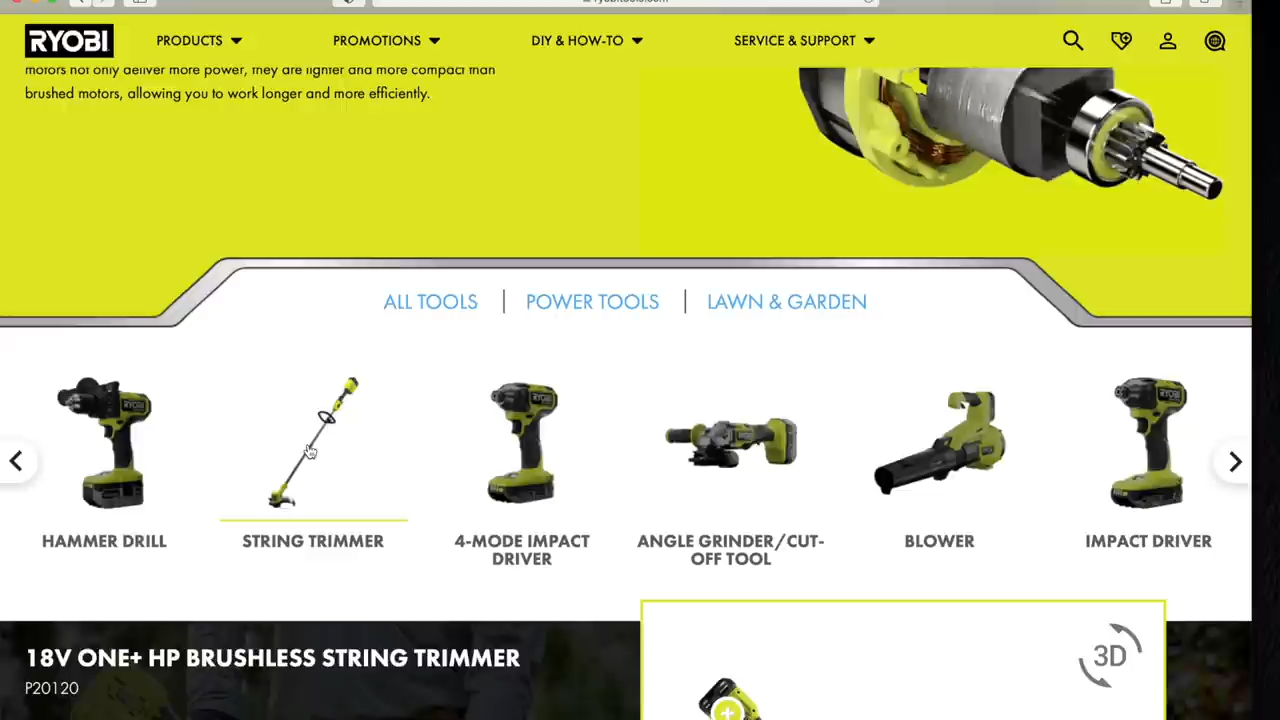 RYOBI
PRODUCTS
PROMOTIONS
DIY & HOW-TO
SERVICE & SUPPORT
motors not only deliver more power, they are lighter and more compact than
brushed motors, allowing you to work longer and more efficiently.
ALL TOOLS | POWER TOOLS | LAWN & GARDEN
HAMMER DRILL
STRING TRIMMER
4-MODE IMPACT
DRIVER
ANGLE GRINDER/CUT-
OFF TOOL
BLOWER
IMPACT DRIVER
18V ONE+ HP BRUSHLESS STRING TRIMMER
P20120
3D